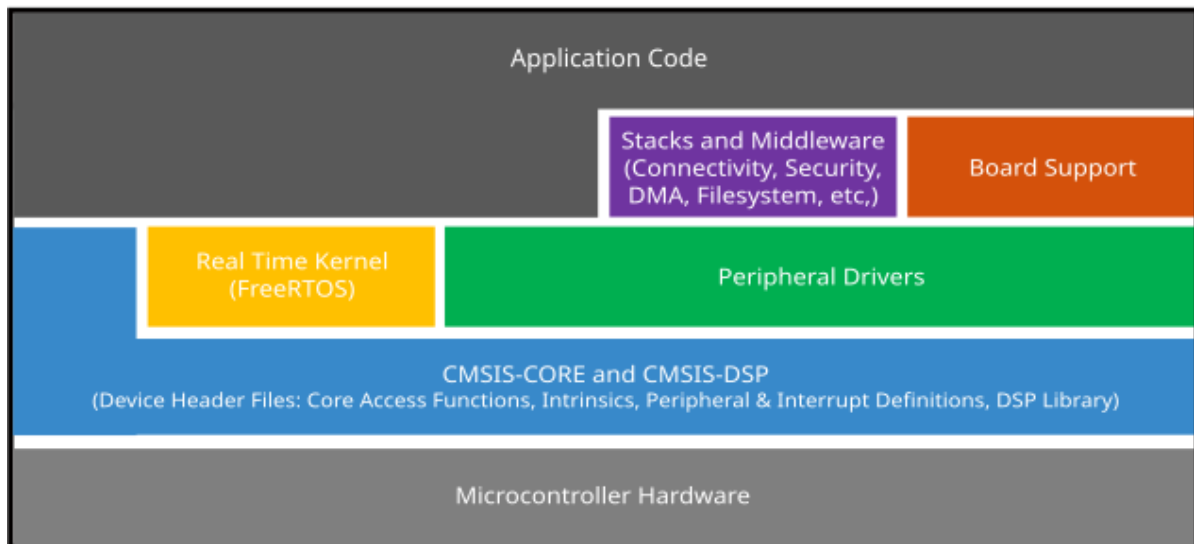 Application Code
Stacks and Middleware
(Connectivity, Security,
DMA, Filesystem, etc,)
Board Support
Real Time Kernel
(FreeRTOS)
Peripheral Drivers
CMSIS-CORE and CMSIS-DSP
(Device Header Files: Core Access Functions, Intrinsics, Peripheral & Interrupt Definitions, DSP Library)
Microcontroller Hardware